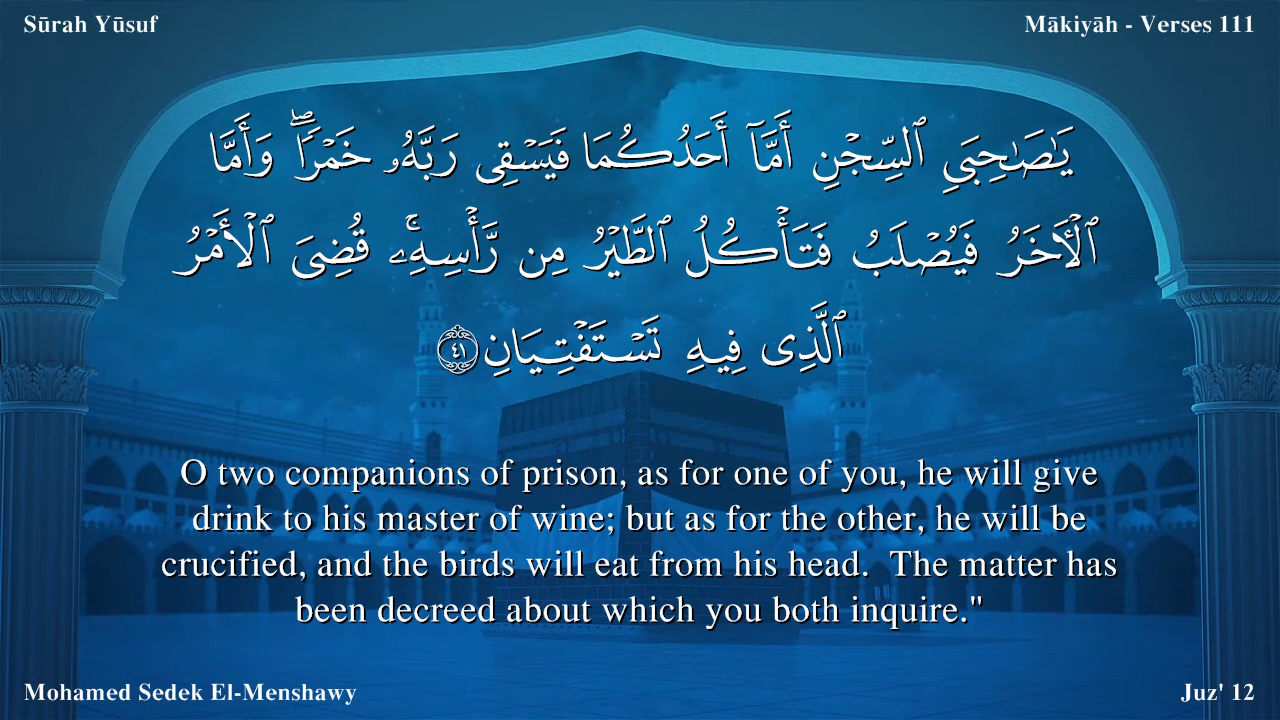 Sūrah Yūsuf
Mākiyāh - Verses 111
يَٰصَٰحِبَىِ ٱلسِّجْنِ أَمَّآ أَحَدُكُمَا فَيَسْقِى رَبَّهُۥ خَمْرًۭا ۖ وَأَمَّا
ٱلْـَٔاخَرُ فَيُصْلَبُ فَتَأْكُلُ ٱلطَّيْرُ مِن رَّأْسِهِۦ ۚ قُضِىَ ٱلْأَمْرُ
ٱلَّذِى فِيهِ تَسْتَفْتِيَانِ ٤١
O two companions of prison, as for one of you, he will give
drink to his master of wine; but as for the other, he will be
crucified, and the birds will eat from his head.  The matter has
been decreed about which you both inquire."
Mohamed Sedek El-Menshawy
Juz' 12